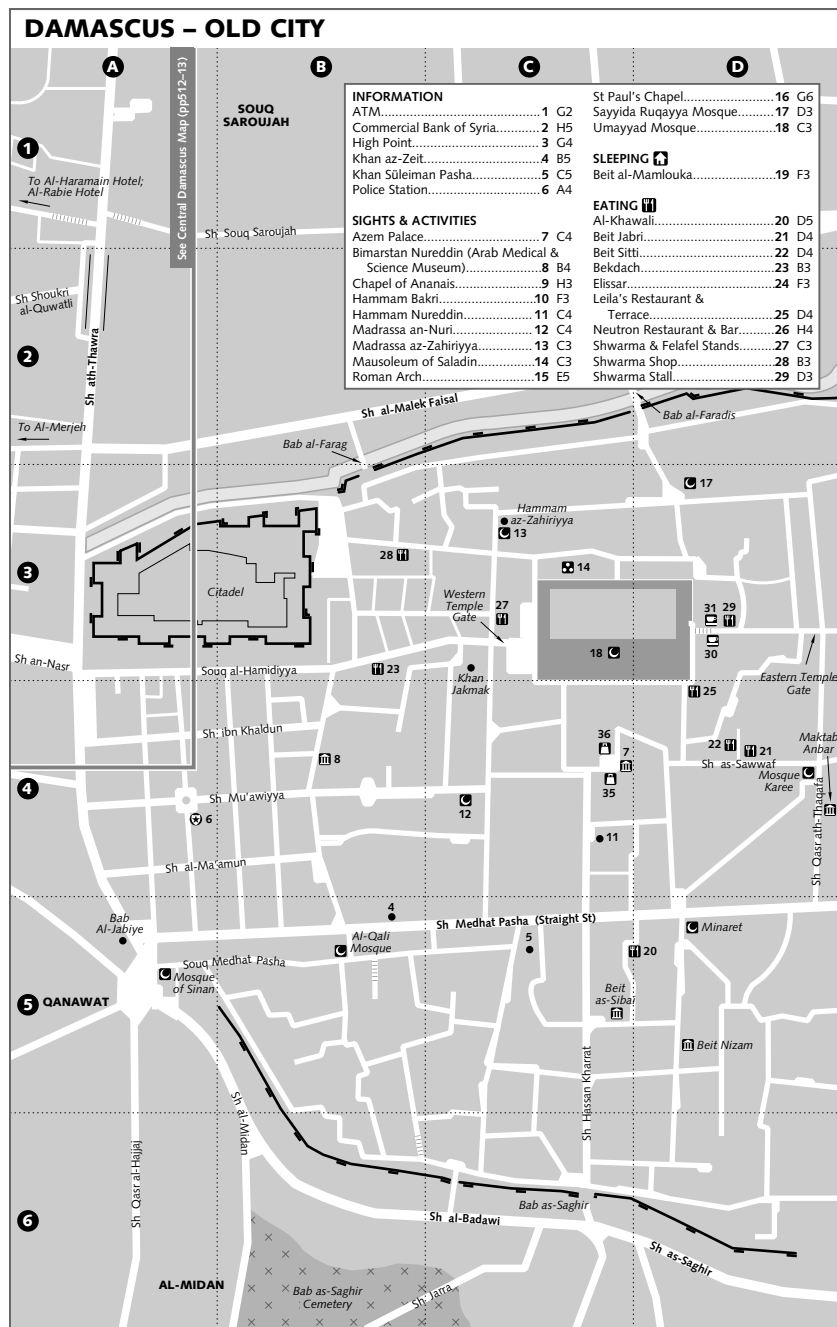 DAMASCUS – OLD CITY
A
B
C
D
See Central Damascus Map (pp512–13)
SOUQ
SAROUJAH
INFORMATION
ATM 1 G2
Commercial Bank of Syria 2 H5
High Point 3 G4
Khan az-Zeit 4 B5
Khan Süleiman Pasha 5 C5
Police Station 6 A4
SIGHTS & ACTIVITIES
Azem Palace 7 C4
Bimarstan Nureddin (Arab Medical &
Science Museum) 8 B4
Chapel of Ananais 9 H3
Hammam Bakri 10 F3
Hammam Nureddin 11 C4
Madrassa an-Nuri 12 C4
Madrassa az-Zahiriyya 13 C3
Mausoleum of Saladin 14 C3
Roman Arch 15 E5
St Paul's Chapel 16 G6
Sayyida Ruqayya Mosque 17 D3
Umayyad Mosque 18 C3
SLEEPING
Beit al-Mamlouka 19 F3
EATING
Al-Khawali 20 D5
Beit Jabri 21 D4
Beit Sitti 22 D4
Bekdach 23 B3
Elissar 24 F3
Leila's Restaurant &
Terrace 25 D4
Neutron Restaurant & Bar 26 H4
Shwarma & Felafel Stands 27 C3
Shwarma Shop 28 B3
Shwarma Stall 29 D3
1
To Al-Haramain Hotel;
Al-Rabie Hotel
Sh Souq Saroujah
Sh Shoukri
al-Quwatli
2
Sh ath-Thawra
To Al-Merjeh
Sh al-Malek Faisal
Bab al-Faradis
Bab al-Farag
17
Hammam
az-Zahiriyya
13
3
Citadel
28
14
Western
Temple
Gate
27
31
29
18
30
Sh an-Nasr
Souq al-Hamidiyya
23
Khan
Jakmak
Eastern Temple
Gate
25
Sh ibn Khaldun
36
7
22
21
Maktab
Anbar
8
Sh as-Sawwaf
Mosque
Karee
4
Sh Mu'awiyya
35
6
12
11
Sh Qasr ath-Thaqafa
Sh al-Ma'amun
4
Bab
Al-Jabiye
Sh Medhat Pasha (Straight St)
Minaret
Al-Qali
Mosque
5
20
Souq Medhat Pasha
Mosque
of Sinan
5
QANAWAT
Beit
as-Sibai
Beit Nizam
Sh al-Midan
Sh Hassan Kharrat
Sh Qasr al-Hajjaj
6
Bab as-Saghir
Sh al-Badawi
Sh as-Saghir
AL-MIDAN
Bab as-Saghir
Cemetery
Sh Jarra